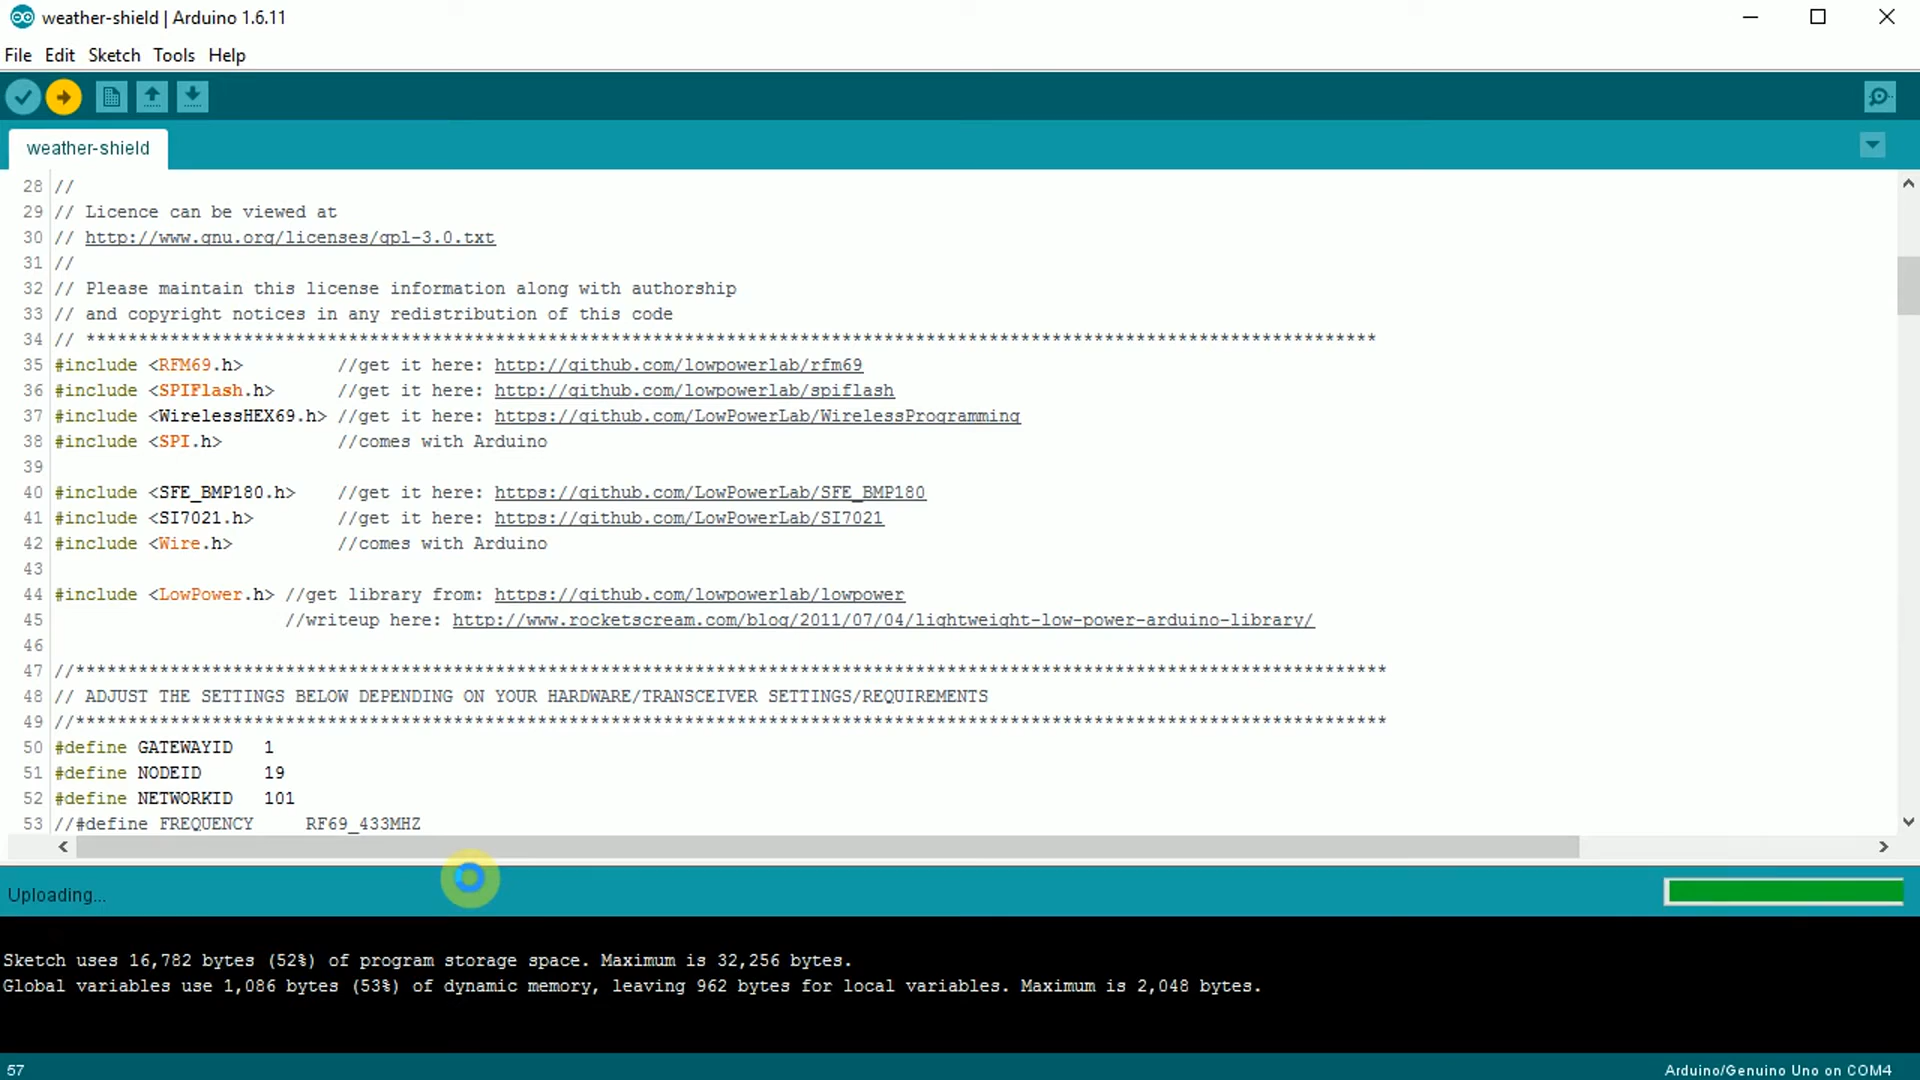 weather-shield | Arduino 1.6.11
File Edit Sketch Tools Help
weather-shield
28 //
29 // Licence can be viewed at
30 // http://www.gnu.org/licenses/gpl-3.0.txt
31 //
32 // Please maintain this license information along with authorship
33 // and copyright notices in any redistribution of this code
34 // ***************************************************************************************************************************
35 #include <RFM69.h> //get it here: http://github.com/lowpowerlab/rfm69
36 #include <SPIFlash.h> //get it here: http://github.com/lowpowerlab/spiflash
37 #include <WirelessHEX69.h> //get it here: https://github.com/LowPowerLab/WirelessProgramming
38 #include <SPI.h> //comes with Arduino
39
40 #include <SFE_BMP180.h> //get it here: https://github.com/LowPowerLab/SFE_BMP180
41 #include <SI7021.h> //get it here: https://github.com/LowPowerLab/SI7021
42 #include <Wire.h> //comes with Arduino
43
44 #include <LowPower.h> //get library from: https://github.com/lowpowerlab/lowpower
45 //writeup here: http://www.rocketscream.com/blog/2011/07/04/lightweight-low-power-arduino-library/
46
47 //*****************************************************************************************************************************
48 // ADJUST THE SETTINGS BELOW DEPENDING ON YOUR HARDWARE/TRANSCEIVER SETTINGS/REQUIREMENTS
49 //*****************************************************************************************************************************
50 #define GATEWAYID 1
51 #define NODEID 19
52 #define NETWORKID 101
53 //#define FREQUENCY RF69_433MHZ
Uploading...
Sketch uses 16,782 bytes (52%) of program storage space. Maximum is 32,256 bytes.
Global variables use 1,086 bytes (53%) of dynamic memory, leaving 962 bytes for local variables. Maximum is 2,048 bytes.
57 Arduino/Genuino Uno on COM4